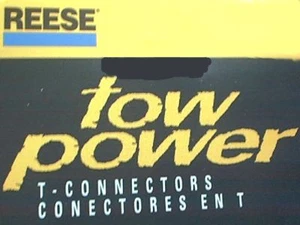 REESE
tow
power
T-CONNECTORS
CONECTORES EN T